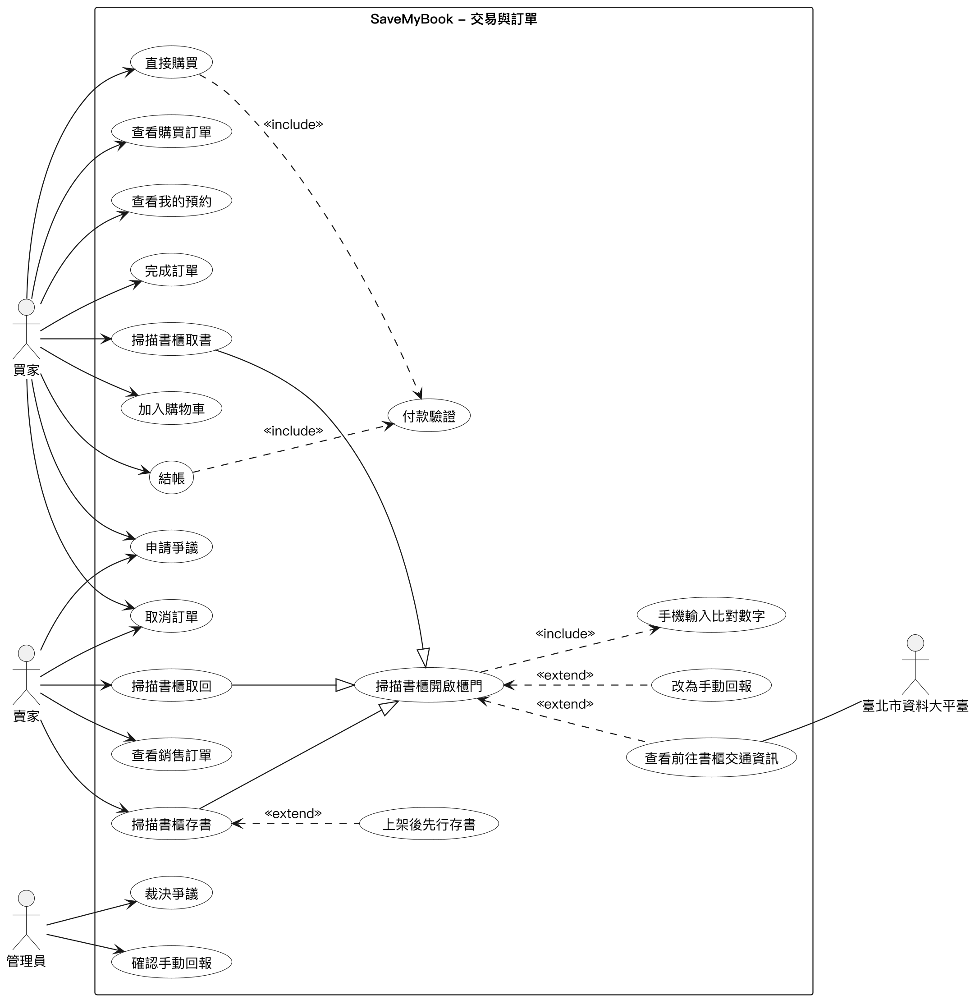 SaveMyBook – 交易與訂單
直接購買
«include»
查看購買訂單
查看我的預約
完成訂單
掃描書櫃取書
買家
加入購物車
付款驗證
«include»
結帳
申請爭議
取消訂單
手機輸入比對數字
«include»
«extend»
掃描書櫃取回
掃描書櫃開啟櫃門
改為手動回報
«extend»
賣家
臺北市資料大平臺
查看銷售訂單
查看前往書櫃交通資訊
掃描書櫃存書
«extend»
上架後先行存書
裁決爭議
管理員
確認手動回報